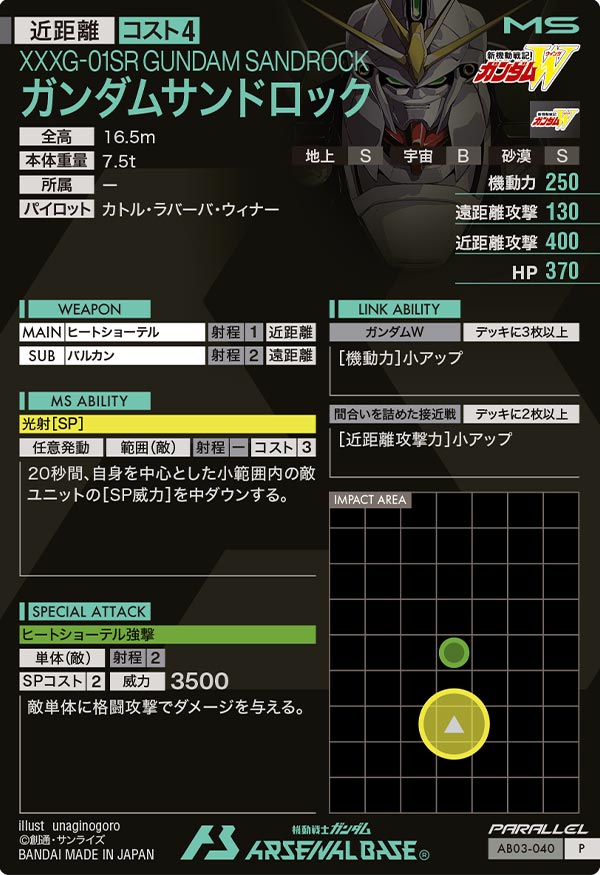 近距離 コスト4 MS
XXXG-01SR GUNDAM SANDROCK
ガンダムサンドロック
新機動戦記 ガンダムW ウイング
新機動戦記 ガンダムW
全高 16.5m
本体重量 7.5t
所属 ー
パイロット カトル・ラバーバ・ウィナー
地上 S 宇宙 B 砂漠 S
機動力 250
遠距離攻撃 130
近距離攻撃 400
HP 370
WEAPON
MAIN ヒートショーテル 射程 1 近距離
SUB バルカン 射程 2 遠距離
MS ABILITY
光射[SP]
任意発動 範囲(敵) 射程 ー コスト 3
20秒間、自身を中心とした小範囲内の敵
ユニットの[SP威力]を中ダウンする。
SPECIAL ATTACK
ヒートショーテル強撃
単体(敵) 射程 2
SPコスト 2 威力 3500
敵単体に格闘攻撃でダメージを与える。
LINK ABILITY
ガンダムW デッキに3枚以上
[機動力]小アップ
間合いを詰めた接近戦 デッキに2枚以上
[近距離攻撃力]小アップ
IMPACT AREA
illust unaginogoro
©創通・サンライズ
BANDAI MADE IN JAPAN
機動戦士ガンダム
ARSENAL BASE ®
PARALLEL
AB03-040 P